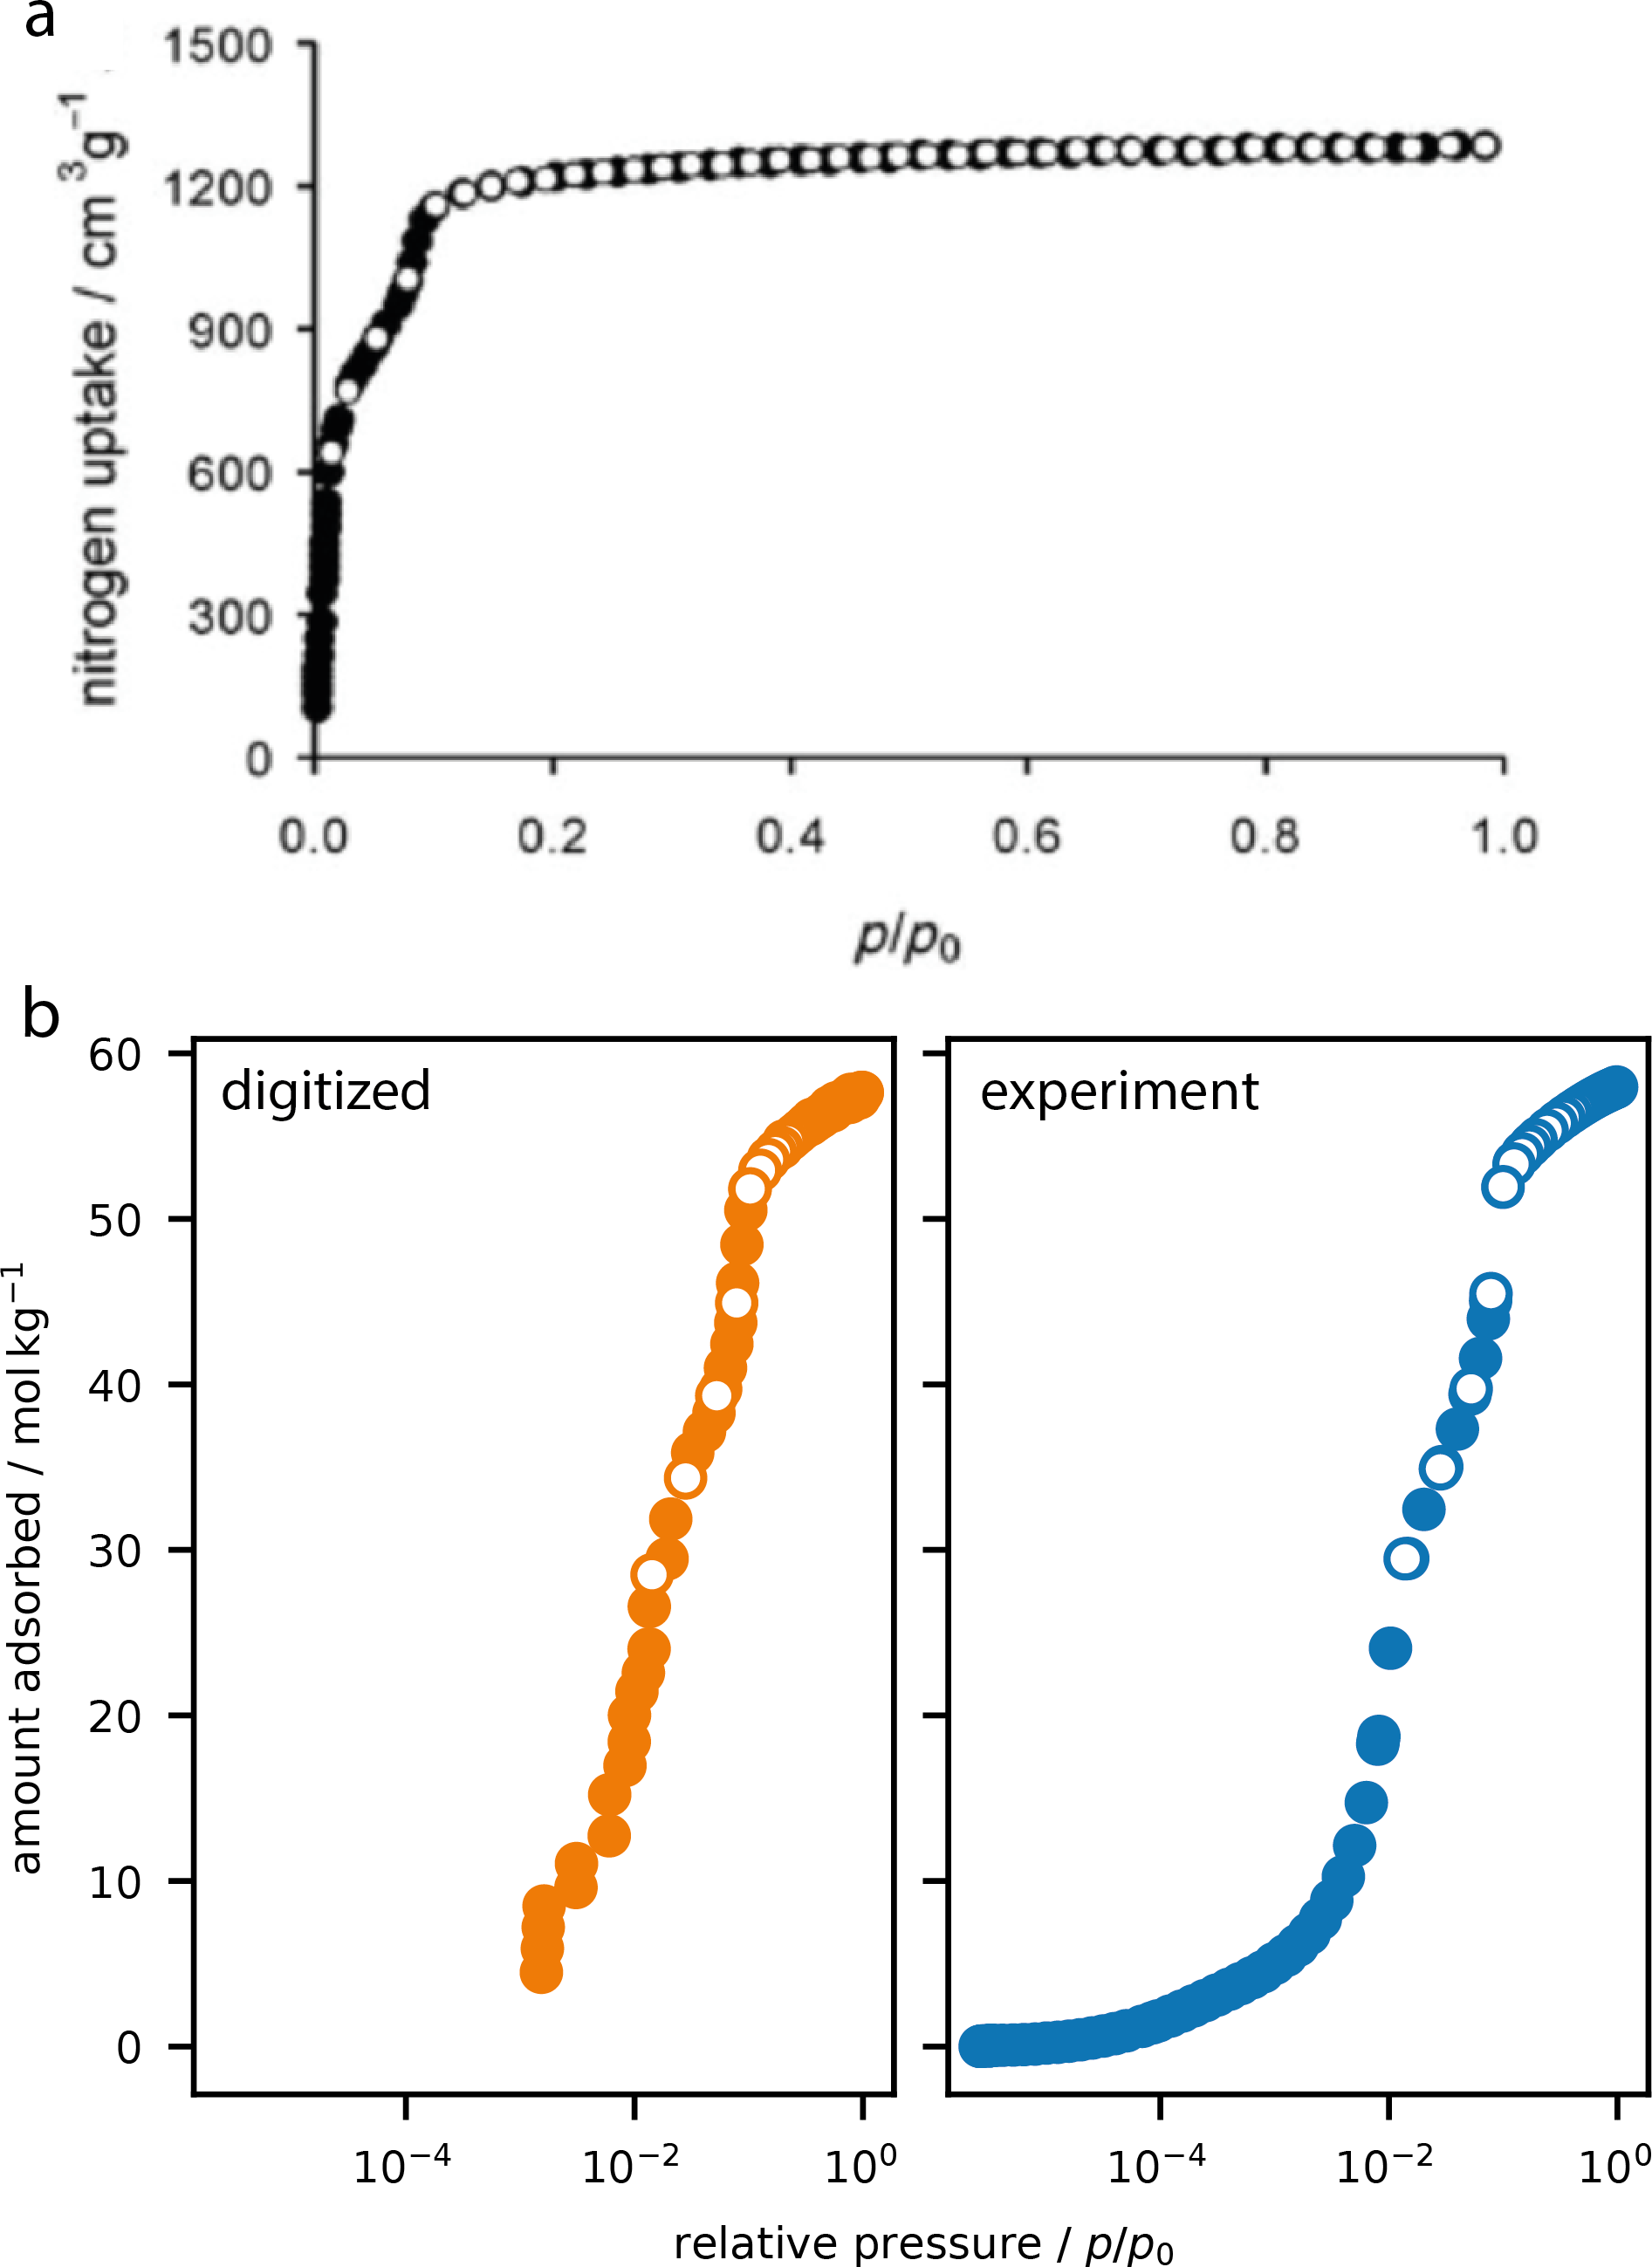 a
nitrogen uptake / cm³g⁻¹
1500
1200
900
600
300
0
0.0 0.2 0.4 0.6 0.8 1.0
p/p₀
b
amount adsorbed / mol kg⁻¹
digitized
experiment
60
50
40
30
20
10
0
10⁻⁴ 10⁻² 10⁰ 10⁻⁴ 10⁻² 10⁰
relative pressure / p/p₀